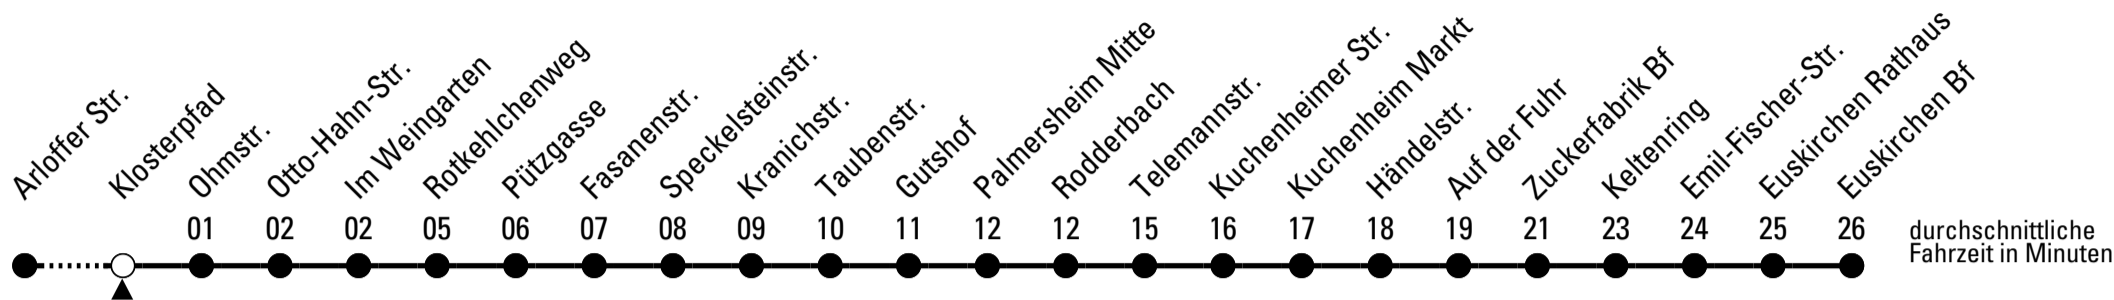 Arloffer Str.
Klosterpfad
Ohmstr.
Otto-Hahn-Str.
Im Weingarten
Rotkehlchenweg
Pützgasse
Fasanenstr.
Speckelsteinstr.
Kranichstr.
Taubenstr.
Gutshof
Palmersheim Mitte
Rodderbach
Telemannstr.
Kuchenheimer Str.
Kuchenheim Markt
Händelstr.
Auf der Fuhr
Zuckerfabrik Bf
Keltenring
Emil-Fischer-Str.
Euskirchen Rathaus
Euskirchen Bf
01 02 02 05 06 07 08 09 10 11 12 12 15 16 17 18 19 21 23 24 25 26
durchschnittliche
Fahrzeit in Minuten